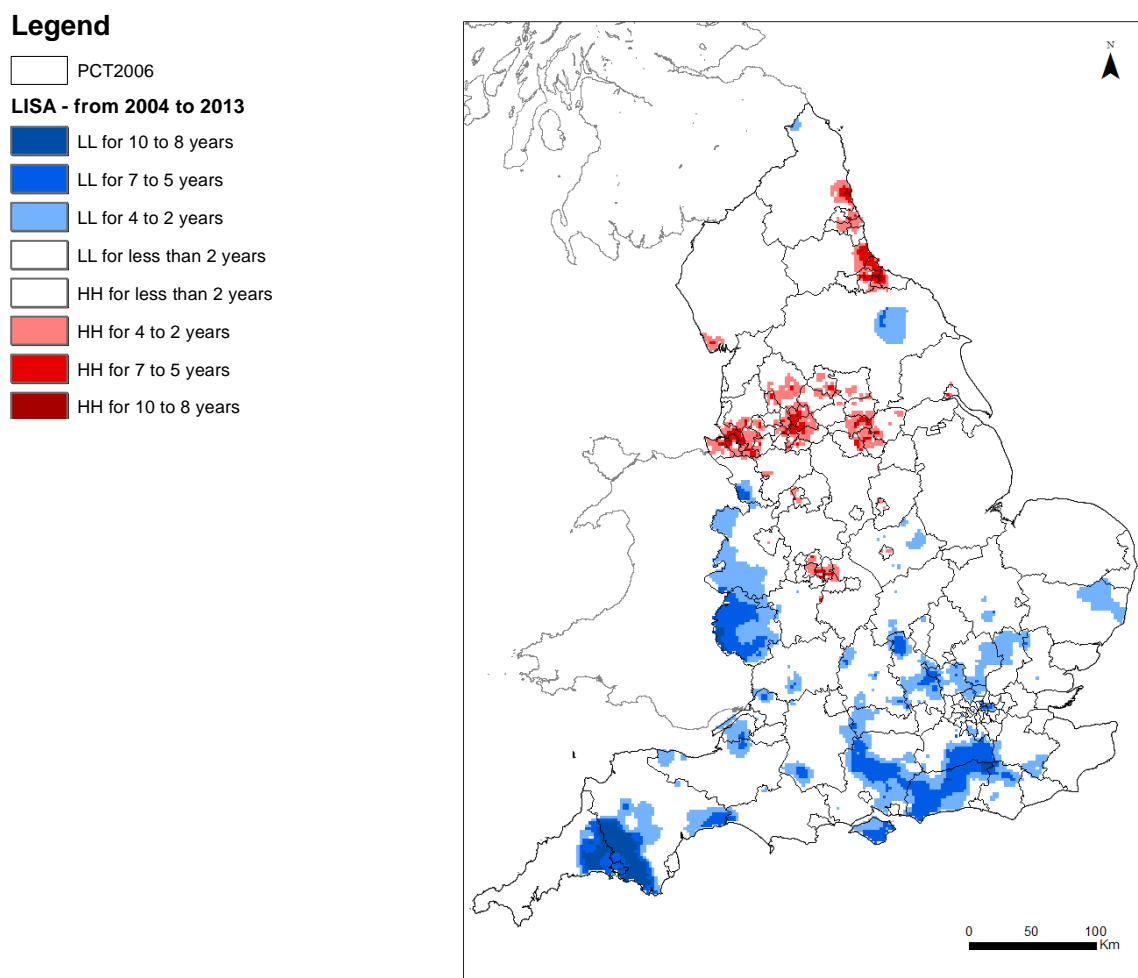 Legend
PCT2006
LISA - from 2004 to 2013
LL for 10 to 8 years
LL for 7 to 5 years
LL for 4 to 2 years
LL for less than 2 years
HH for less than 2 years
HH for 4 to 2 years
HH for 7 to 5 years
HH for 10 to 8 years
N
0 50 100
Km